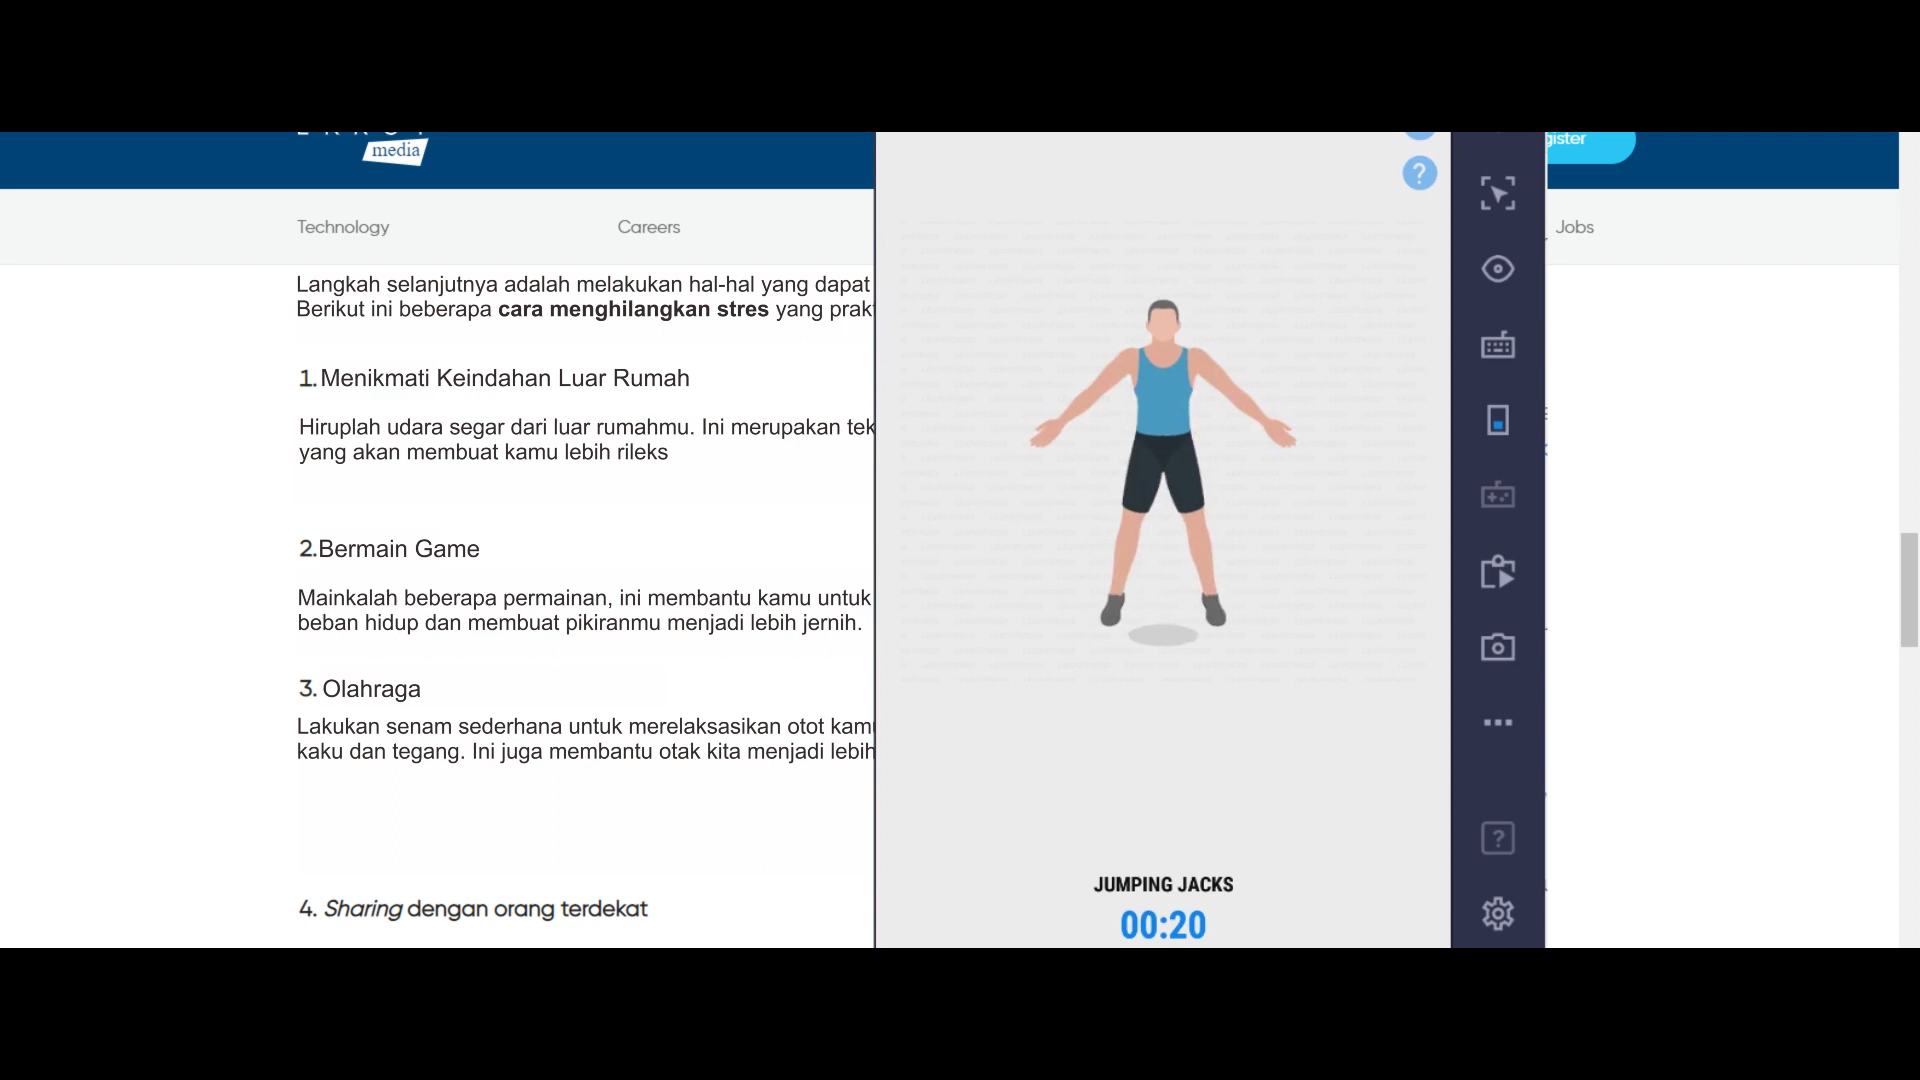 media
gister
Technology
Careers
Jobs
Langkah selanjutnya adalah melakukan hal-hal yang dapat
Berikut ini beberapa cara menghilangkan stres yang
1. Menikmati Keindahan Luar Rumah
Hiruplah udara segar dari luar rumahmu. Ini merupakan
yang akan membuat kamu lebih rileks
2.Bermain Game
Mainkalah beberapa permainan, ini membantu kamu untuk
beban hidup dan membuat pikiranmu menjadi lebih jernih.
3. Olahraga
Lakukan senam sederhana untuk merelaksasikan otot kamu
kaku dan tegang. Ini juga membantu otak kita menjadi lebih
4. Sharing dengan orang terdekat
JUMPING JACKS
00:20